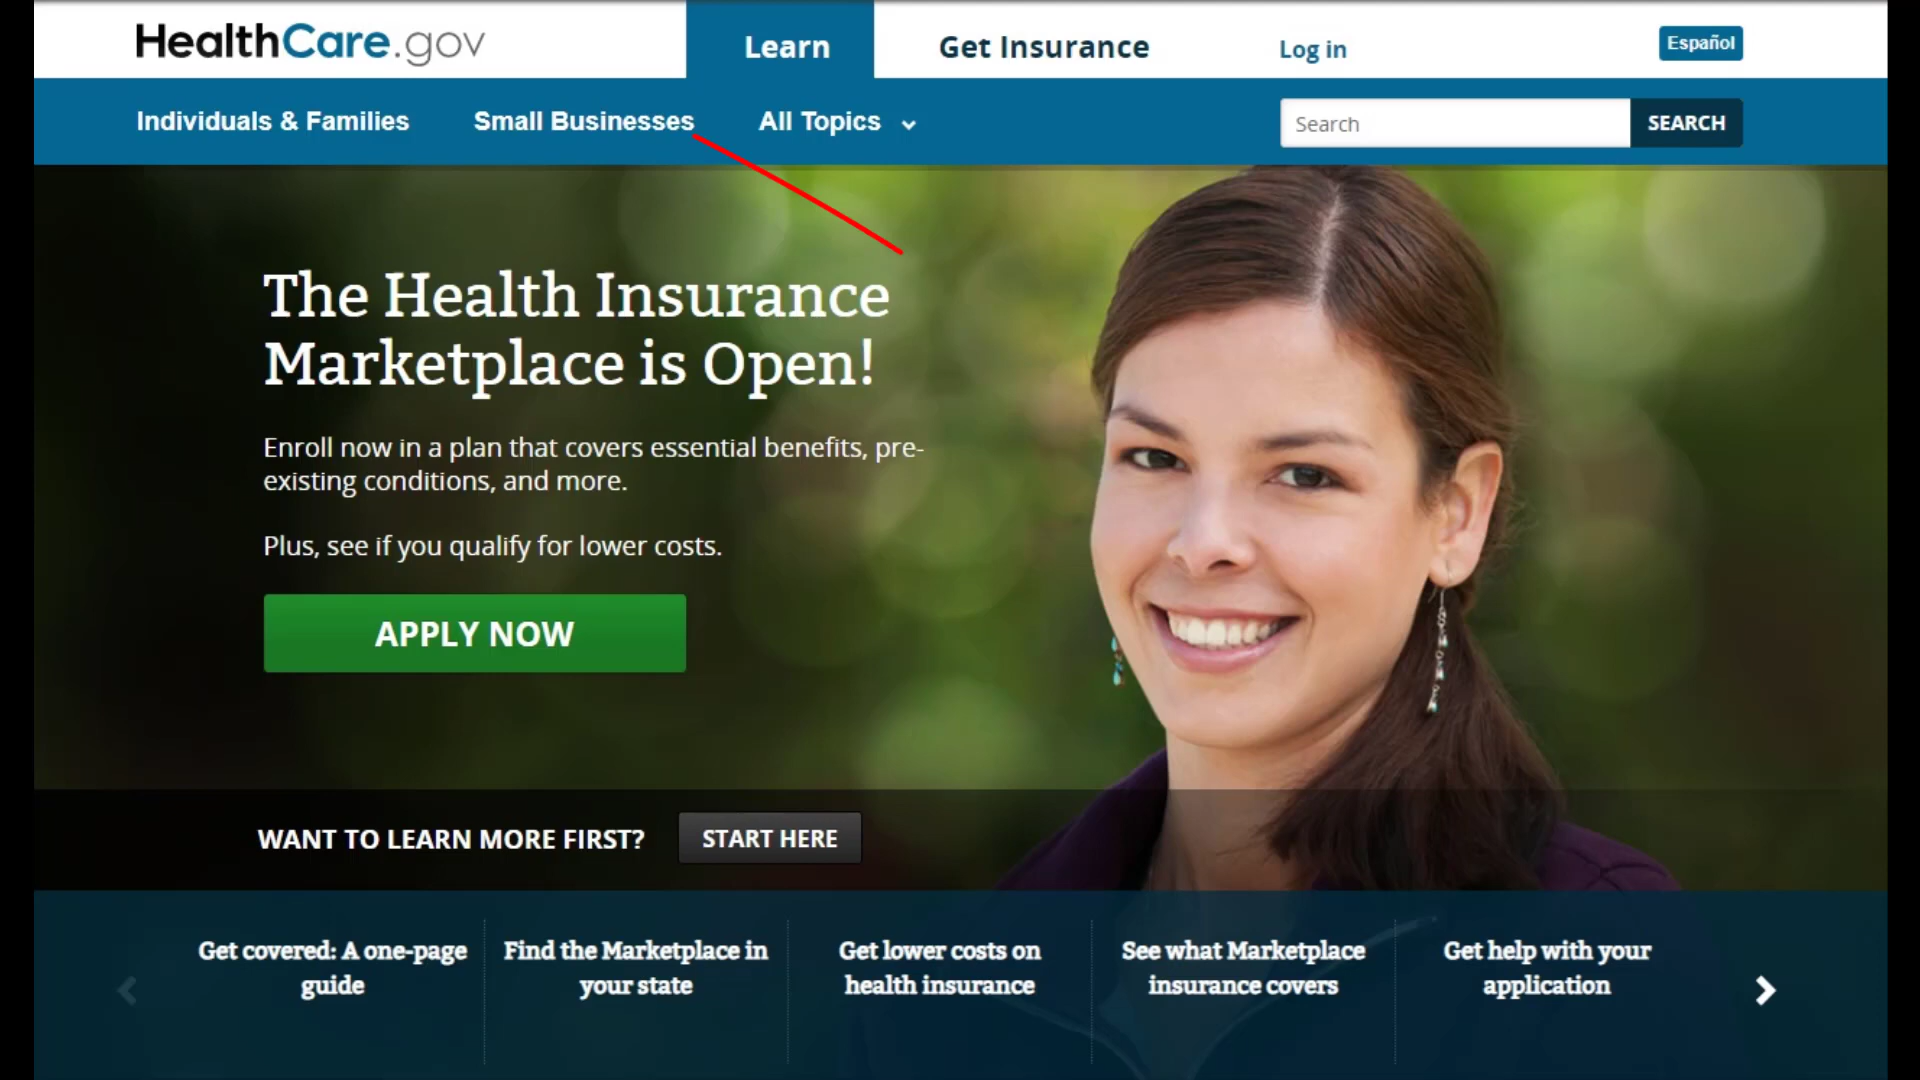 HealthCare.gov
Learn
Get Insurance
Log in
Español
Individuals & Families
Small Businesses
All Topics
Search
SEARCH
The Health Insurance
Marketplace is Open!
Enroll now in a plan that covers essential benefits, pre-
existing conditions, and more.
Plus, see if you qualify for lower costs.
APPLY NOW
WANT TO LEARN MORE FIRST?
START HERE
Get covered: A one-page
guide
Find the Marketplace in
your state
Get lower costs on
health insurance
See what Marketplace
insurance covers
Get help with your
application